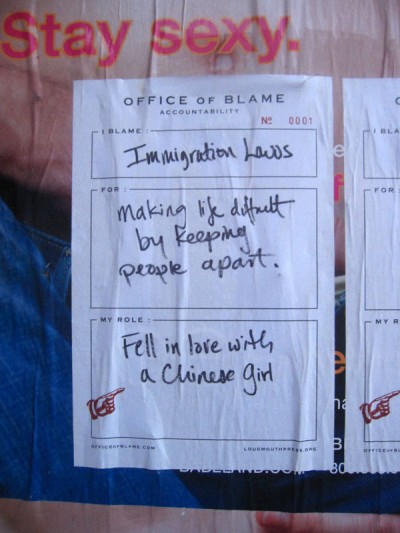 Stay sexy.
OFFICE OF BLAME
ACCOUNTABILITY
Nº 0001
I BLAME :
Immigration Laws
FOR :
making life difficult
by keeping
people apart.
MY ROLE :
Fell in love with
a Chinese Girl
OFFICEOFBLAME.COM
LOUDMOUTHPRESS.ORG
I BLA
FOR :
MY R